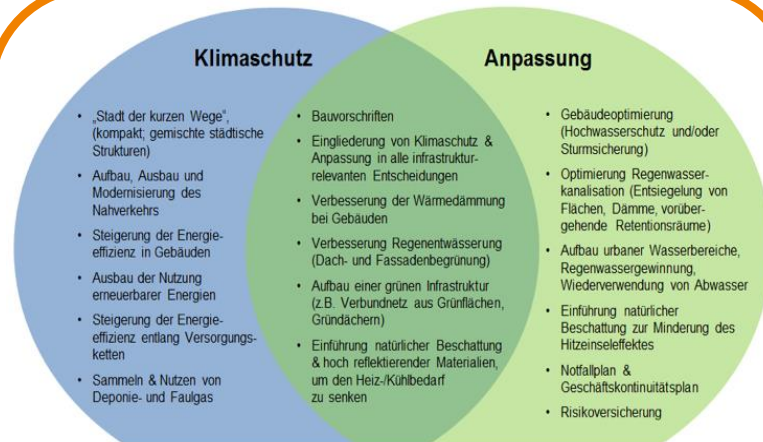 Klimaschutz
• „Stadt der kurzen Wege“,
(kompakt; gemischte städtische
Strukturen)
• Aufbau, Ausbau und
Modernisierung des
Nahverkehrs
• Steigerung der Energie-
effizienz in Gebäuden
• Ausbau der Nutzung
erneuerbarer Energien
• Steigerung der Energie-
effizienz entlang Versorgungs-
ketten
• Sammeln & Nutzen von
Deponie- und Faulgas
• Bauvorschriften
• Eingliederung von Klimaschutz &
Anpassung in alle infrastruktur-
relevanten Entscheidungen
• Verbesserung der Wärmedämmung
bei Gebäuden
• Verbesserung Regenentwässerung
(Dach- und Fassadenbegrünung)
• Aufbau einer grünen Infrastruktur
(z.B. Verbundnetz aus Grünflächen,
Gründächern)
• Einführung natürlicher Beschattung
& hoch reflektierender Materialien,
um den Heiz-/Kühlbedarf
zu senken
Anpassung
• Gebäudeoptimierung
(Hochwasserschutz und/oder
Sturmsicherung)
• Optimierung Regenwasser-
kanalisation (Entsiegelung von
Flächen, Dämme, vorüber-
gehende Retentionsräume)
• Aufbau urbaner Wasserbereiche,
Regenwassergewinnung,
Wiederverwendung von Abwasser
• Einführung natürlicher
Beschattung zur Minderung des
Hitzeinseleffektes
• Notfallplan &
Geschäftskontinuitätsplan
• Risikoversicherung